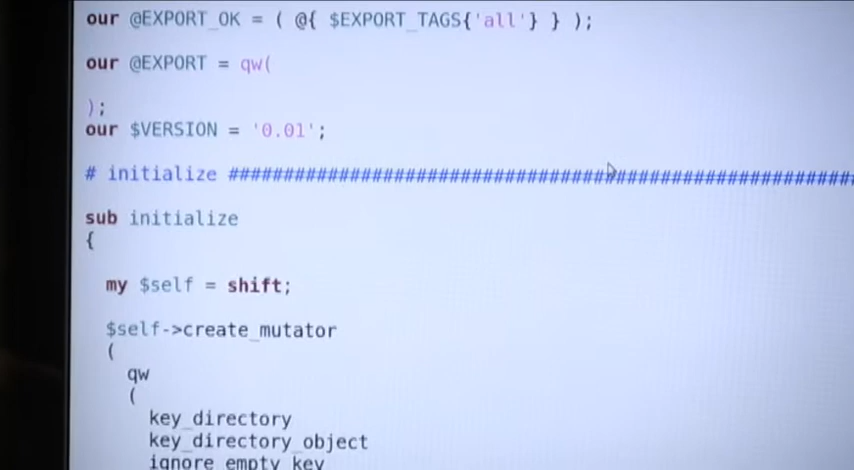 our @EXPORT_OK = ( @{ $EXPORT_TAGS{'all'} } );
our @EXPORT = qw(
);
our $VERSION = '0.01';
# initialize #########################################################
sub initialize
{
my $self = shift;
$self->create_mutator
(
qw
(
key_directory
key_directory_object
ignore_empty_key